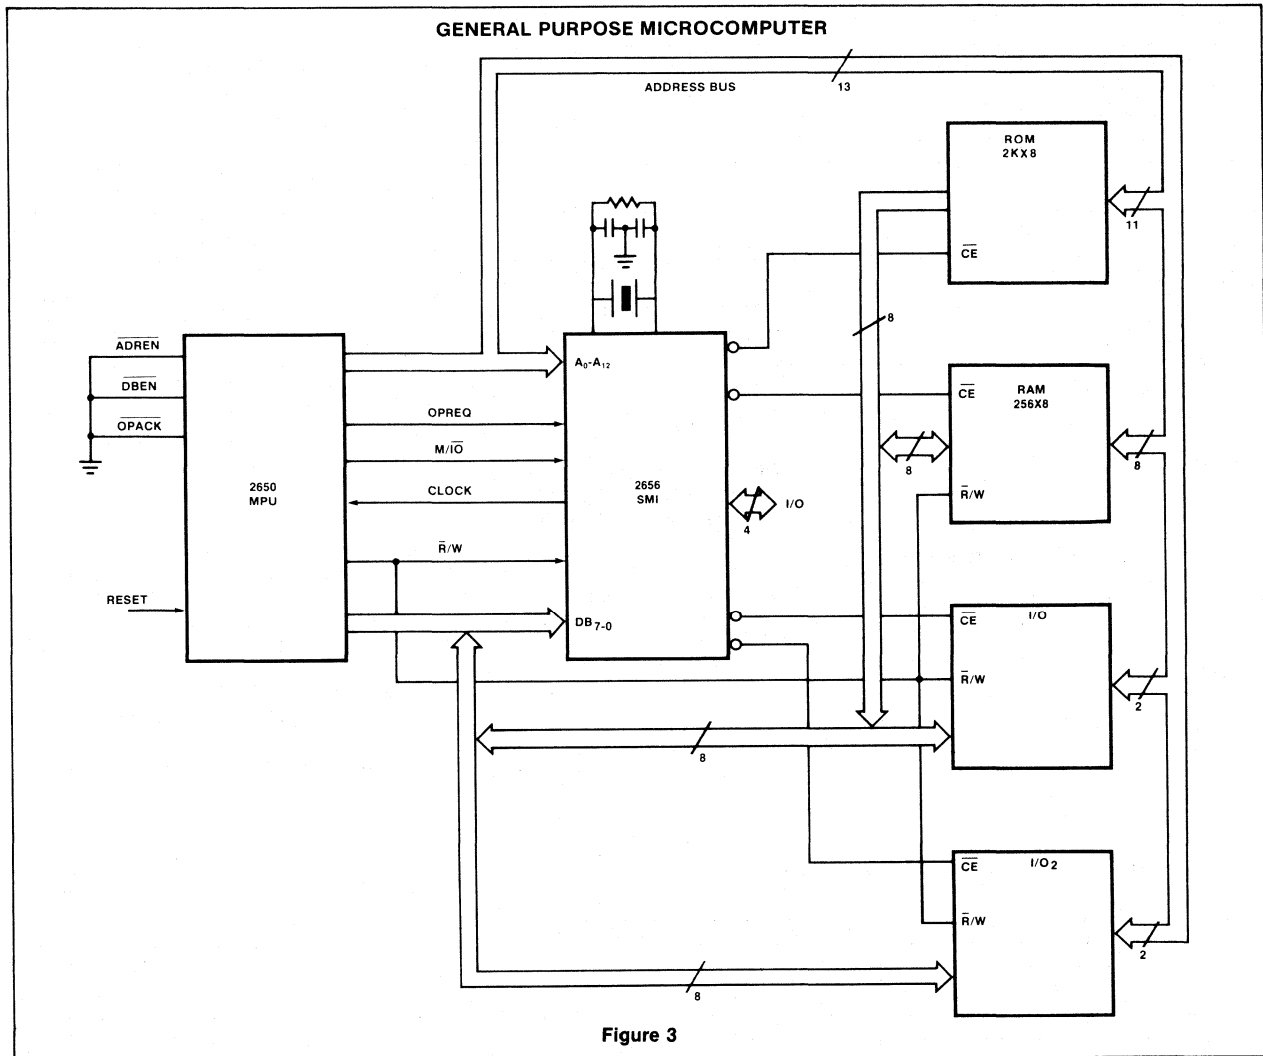 GENERAL PURPOSE MICROCOMPUTER
ADDRESS BUS
13
ROM
2KX8
11
CE
8
ADREN
DBEN
OPACK
2650
MPU
RESET
A0-A12
OPREQ
M/IO
CLOCK
R/W
DB7-0
2656
SMI
I/O
4
CE
RAM
256X8
8
8
R/W
CE
I/O
R/W
2
8
CE
I/O2
R/W
2
8
Figure 3